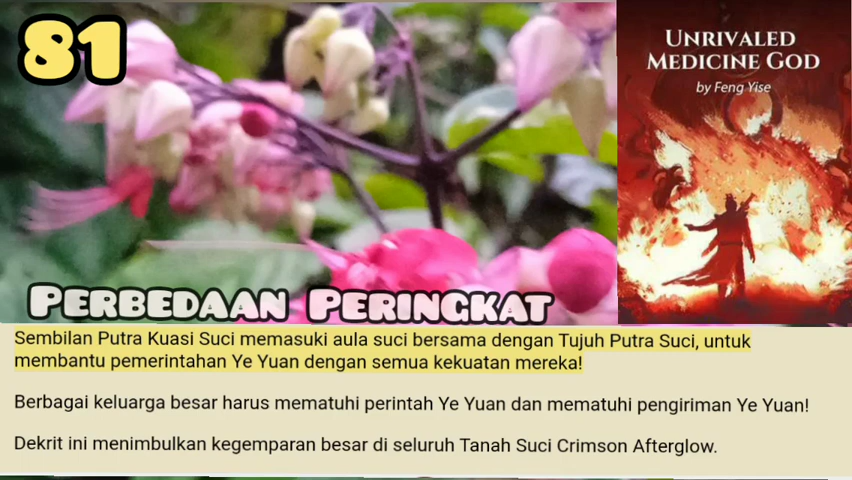 81
UNRIVALED
MEDICINE GOD
by Feng Yise
PERBEDAAN PERINGKAT
Sembilan Putra Kuasi Suci memasuki aula suci bersama dengan Tujuh Putra Suci, untuk
membantu pemerintahan Ye Yuan dengan semua kekuatan mereka!
Berbagai keluarga besar harus mematuhi perintah Ye Yuan dan mematuhi pengiriman Ye Yuan!
Dekrit ini menimbulkan kegemparan besar di seluruh Tanah Suci Crimson Afterglow.